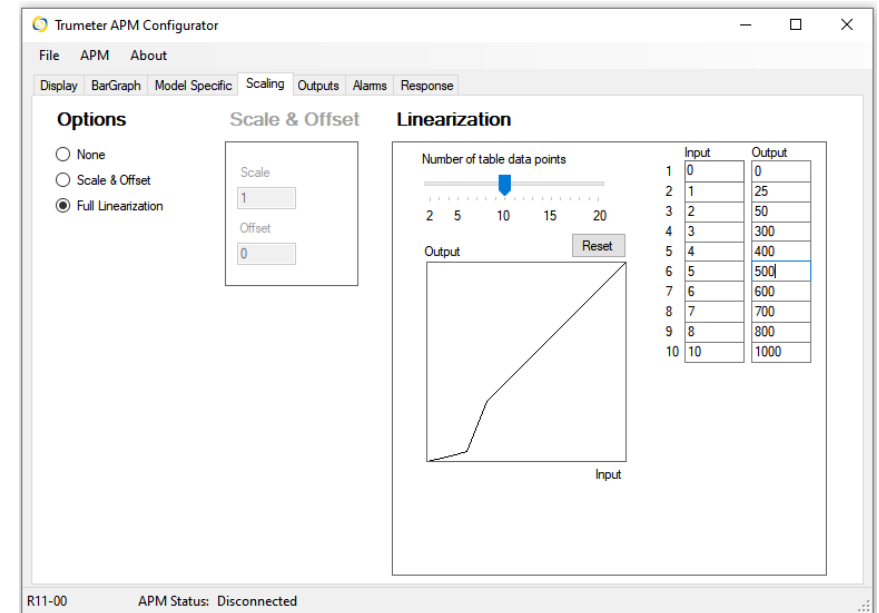 Trumeter APM Configurator
File APM About
Display BarGraph Model Specific Scaling Outputs Alarms Response
Options Scale & Offset Linearization
None
Scale & Offset
Full Linearization
Scale
1
Offset
0
Number of table data points
2 5 10 15 20
Reset
Output
Input
Input Output
1 0 0
2 1 25
3 2 50
4 3 300
5 4 400
6 5 500
7 6 600
8 7 700
9 8 800
10 10 1000
R11-00 APM Status: Disconnected